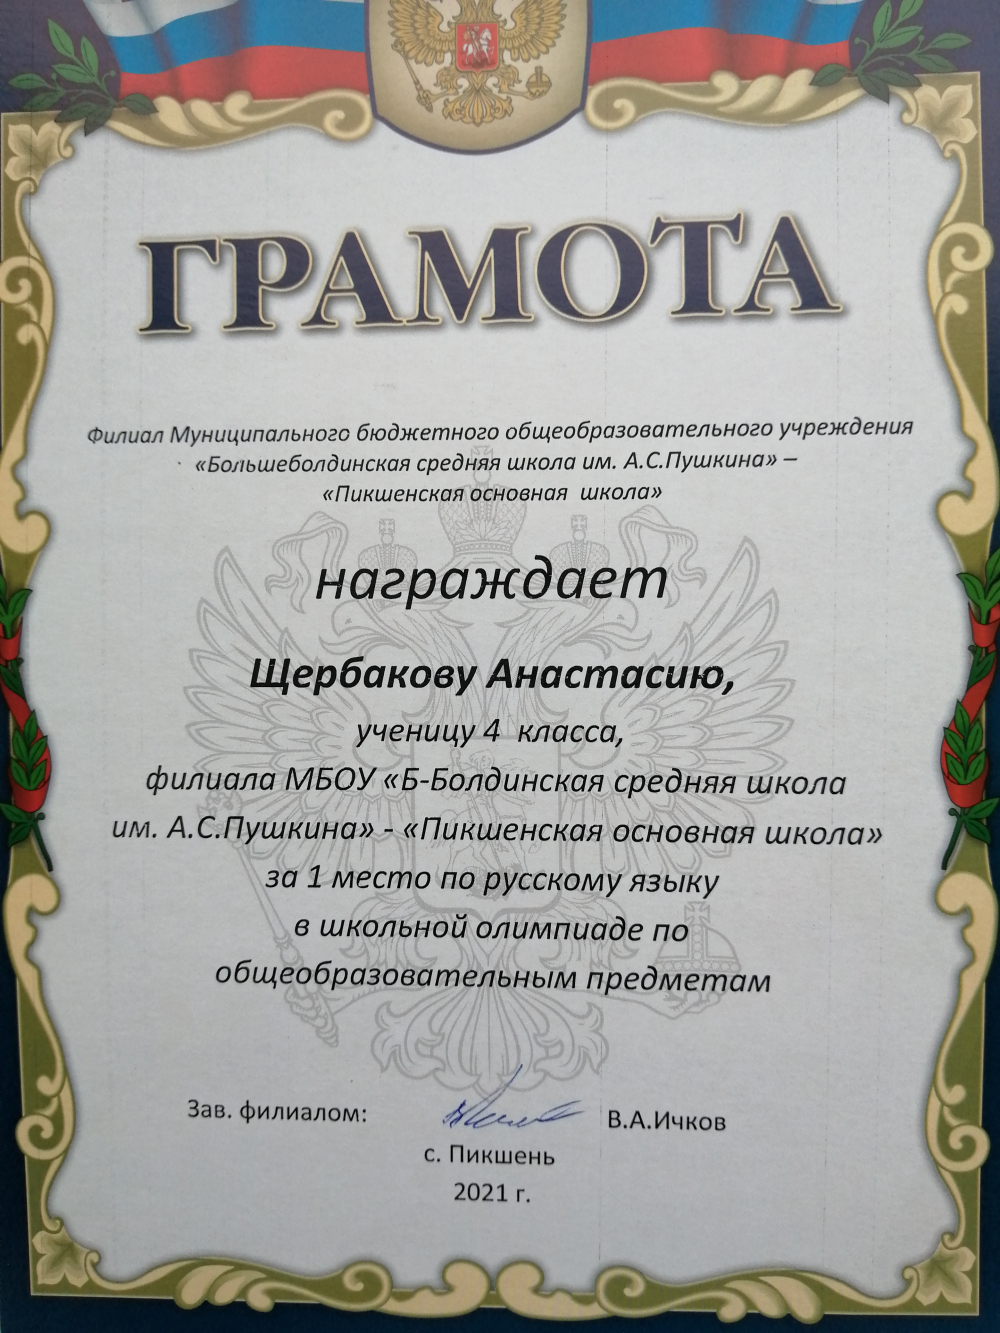 ГРАМОТА
Филиал Муниципального бюджетного общеобразовательного учреждения
«Большеболдинская средняя школа им. А.С.Пушкина» –
«Пикшенская основная школа»
награждает
Щербакову Анастасию,
ученицу 4 класса,
филиала МБОУ «Б-Болдинская средняя школа
им. А.С.Пушкина» - «Пикшенская основная школа»
за 1 место по русскому языку
в школьной олимпиаде по
общеобразовательным предметам
Зав. филиалом: В.А.Ичков
с. Пикшень
2021 г.